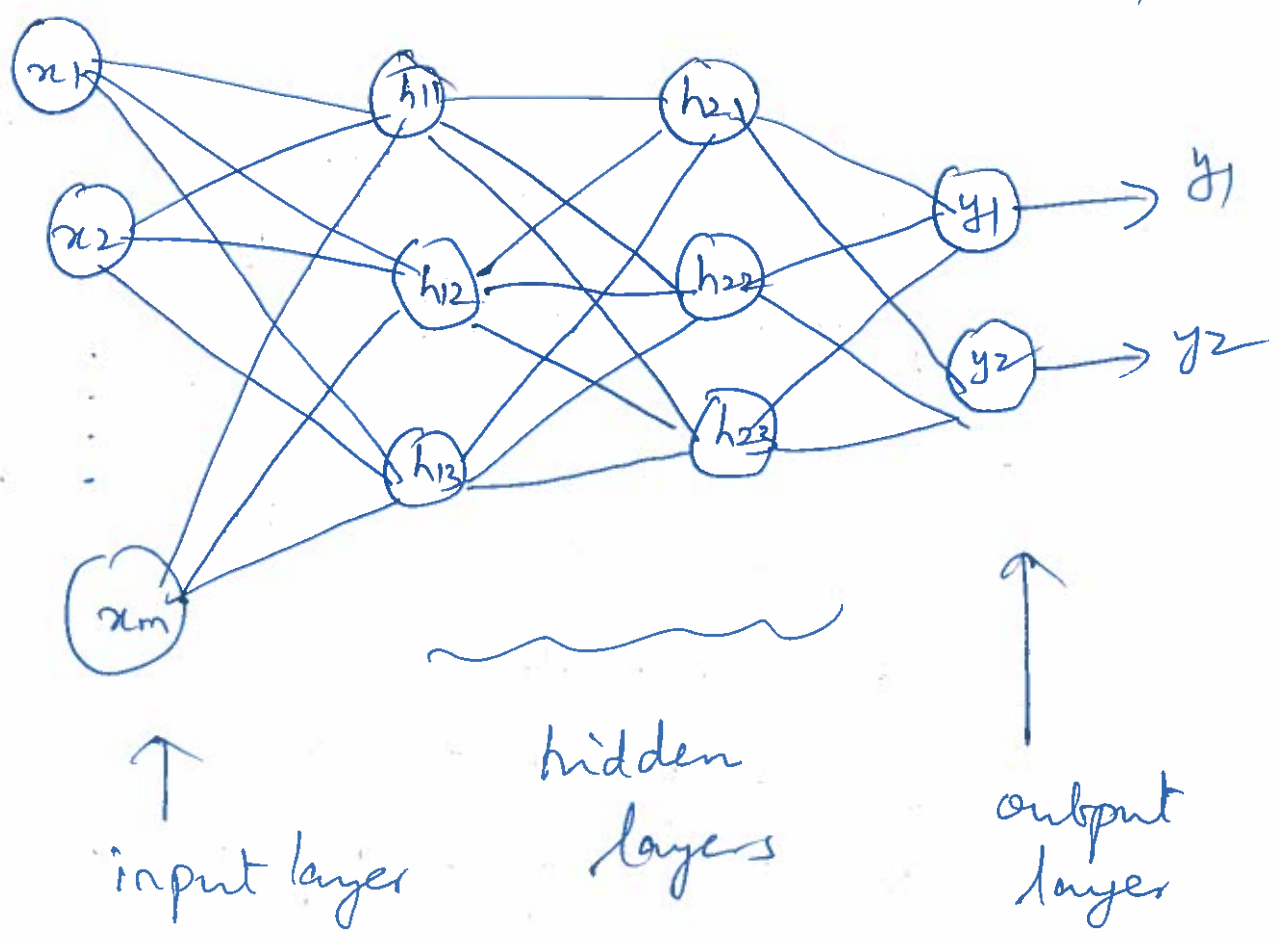 x1
h11
h21
y1
y1
x2
h12
h22
y2
y2
h13
h23
xm
hidden
layers
input layer
output
layer